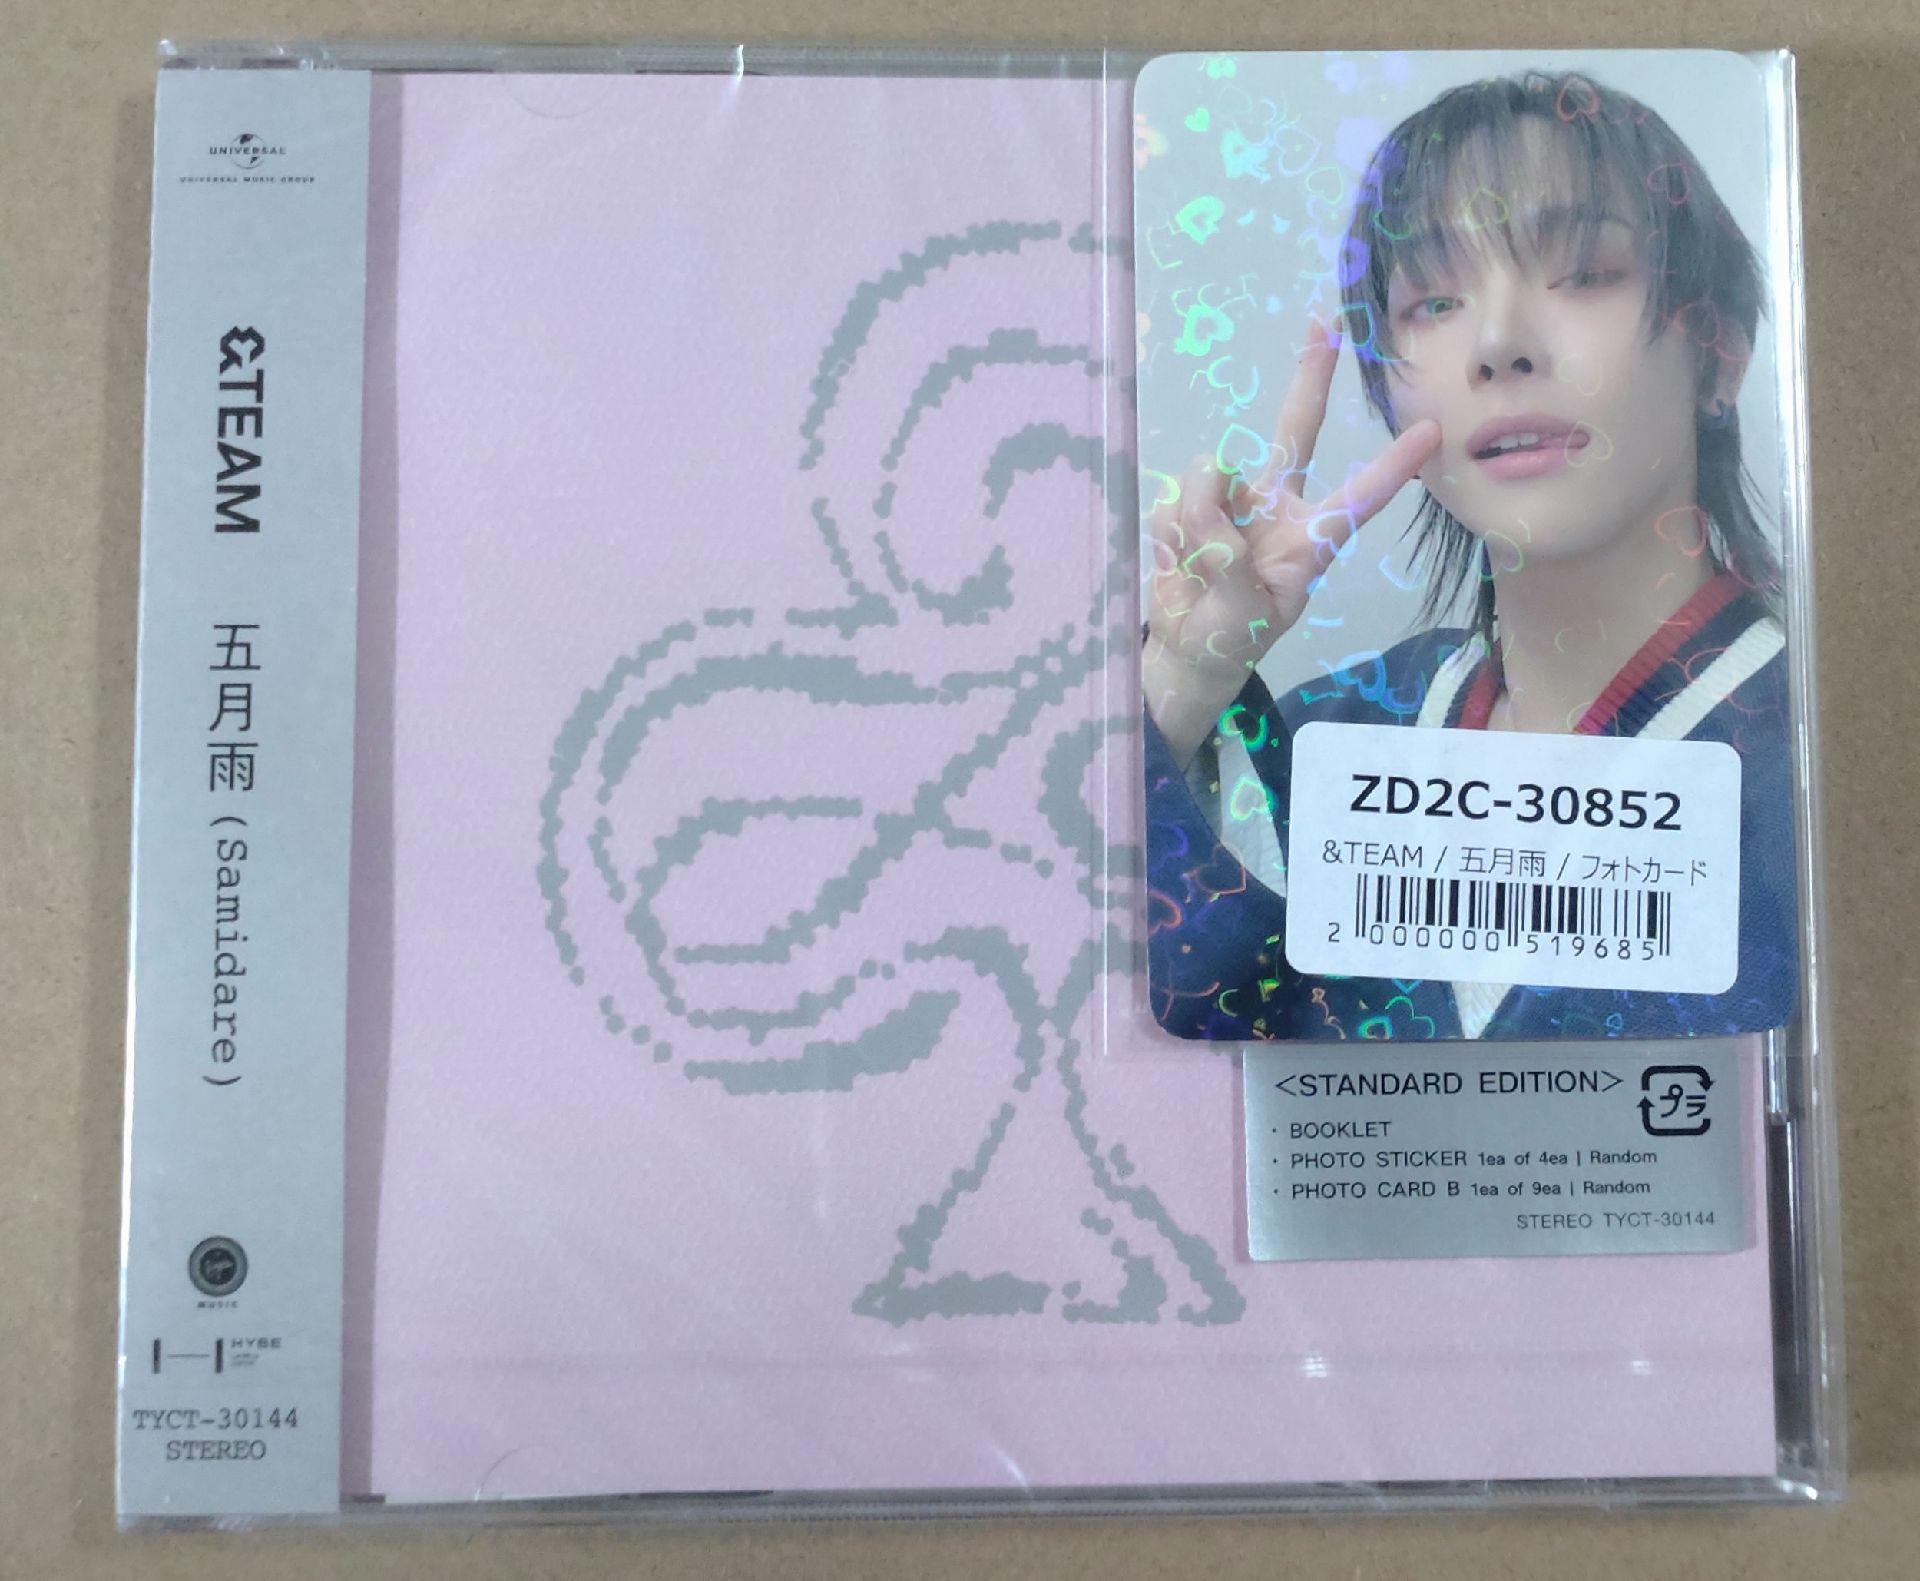 UNIVERSAL
UNIVERSAL MUSIC GROUP
&TEAM
五月雨 (Samidare)
MUSIC
HYBE
TYCT-30144
STEREO
ZD2C-30852
&TEAM / 五月雨 / フォトカード
2 000000 519685
<STANDARD EDITION>
プラ
・ BOOKLET
・ PHOTO STICKER 1ea of 4ea | Random
・ PHOTO CARD B 1ea of 9ea | Random
STEREO TYCT-30144